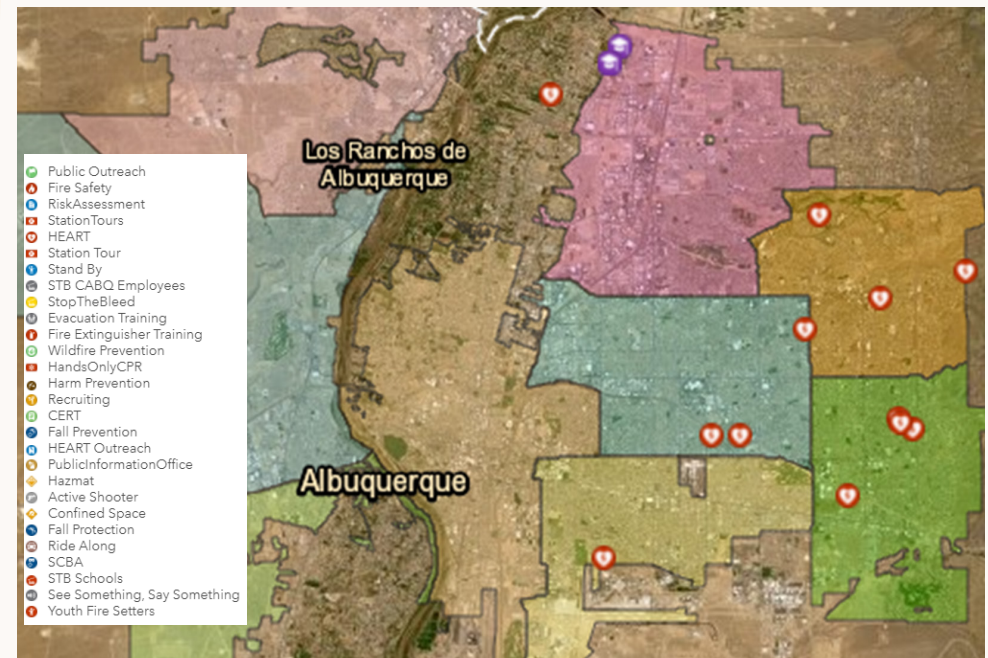 Los Ranchos de
Albuquerque
Albuquerque
Public Outreach
Fire Safety
RiskAssessment
StationTours
HEART
Station Tour
Stand By
STB CABQ Employees
StopTheBleed
Evacuation Training
Fire Extinguisher Training
Wildfire Prevention
HandsOnlyCPR
Harm Prevention
Recruiting
CERT
Fall Prevention
HEART Outreach
PublicInformationOffice
Hazmat
Active Shooter
Confined Space
Fall Protection
Ride Along
SCBA
STB Schools
See Something, Say Something
Youth Fire Setters